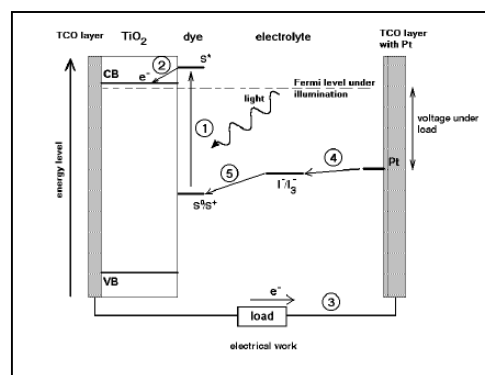 TCO layer TiO₂ dye electrolyte TCO layer
with Pt
S*
②
CB e⁻
Fermi level under
illumination
light
①
voltage under
load
energy level
④ Pt
⑤
I⁻/I₃⁻
S⁰/S⁺
VB
e⁻
③
load
electrical work